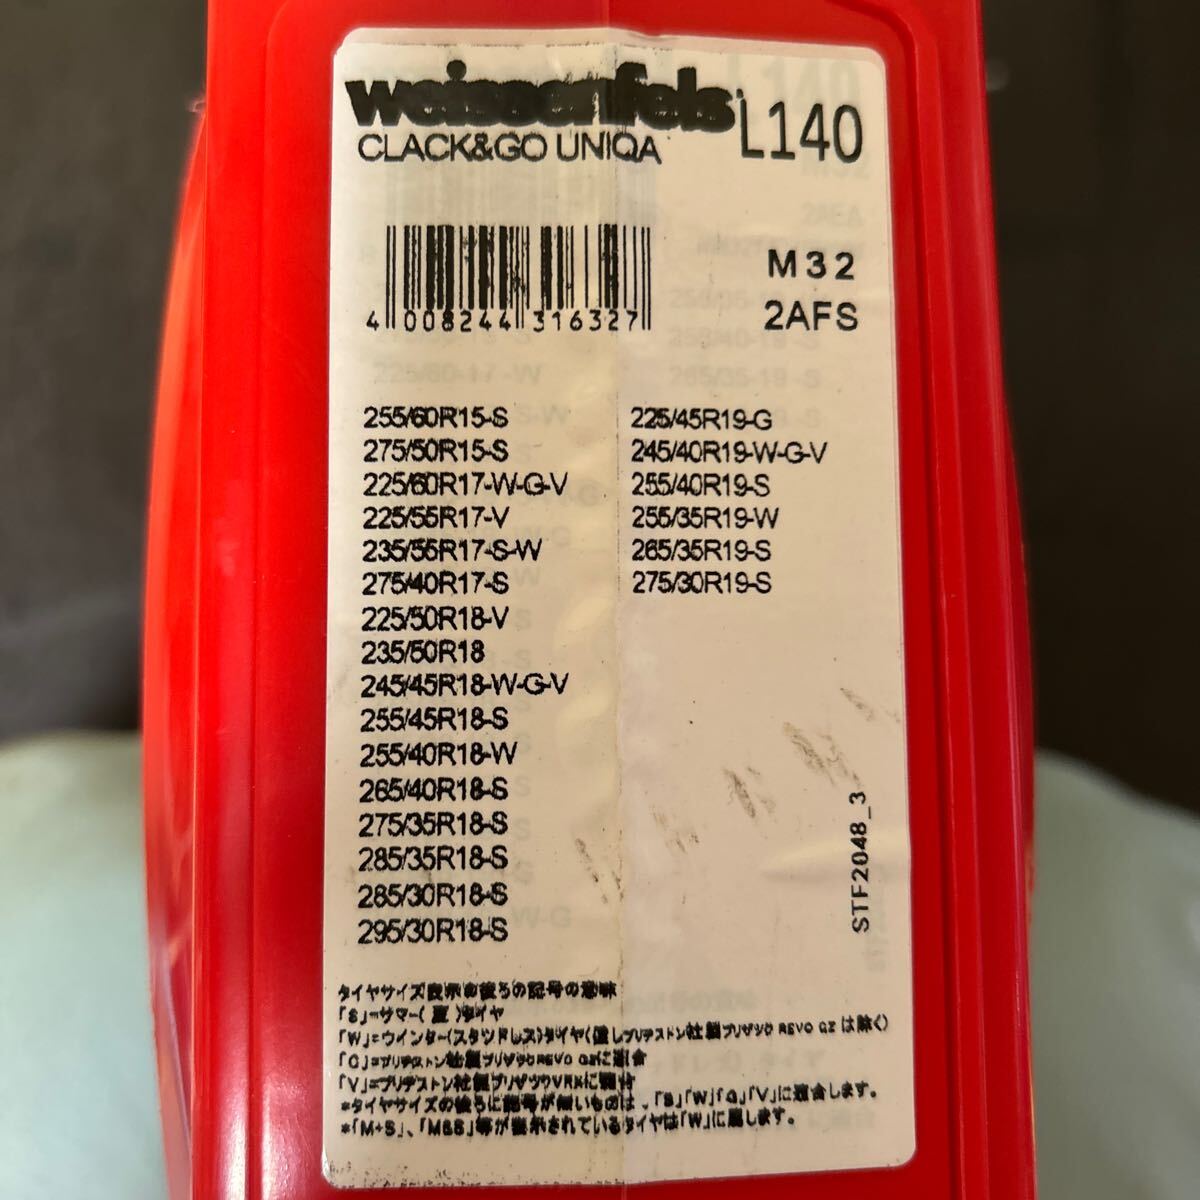 weissenfels
CLACK&GO UNIQA
L140
4 008244 316327
M32
2AFS
255/60R15-S
275/50R15-S
225/60R17-W-G-V
225/55R17-V
235/55R17-S-W
275/40R17-S
225/50R18-V
235/50R18
245/45R18-W-G-V
255/45R18-S
255/40R18-W
265/40R18-S
275/35R18-S
285/35R18-S
285/30R18-S
295/30R18-S
225/45R19-G
245/40R19-W-G-V
255/40R19-S
255/35R19-W
265/35R19-S
275/30R19-S
STF2048_3
タイヤサイズ表示の後ろの記号の意味
「S」=サマー(夏)タイヤ
「W」=ウインター(スタッドレス)タイヤ(但しブリヂストン社製ブリザックREVO GZは除く)
「G」=ブリヂストン社製ブリザックREVO GZに適合
「V」=ブリヂストン社製ブリザックVRXに適合
*タイヤサイズの後ろに記号が無いものは、「S」「W」「G」「V」に適合します。
*「M+S」、「M&S」等が表示されているタイヤは「W」に属します。